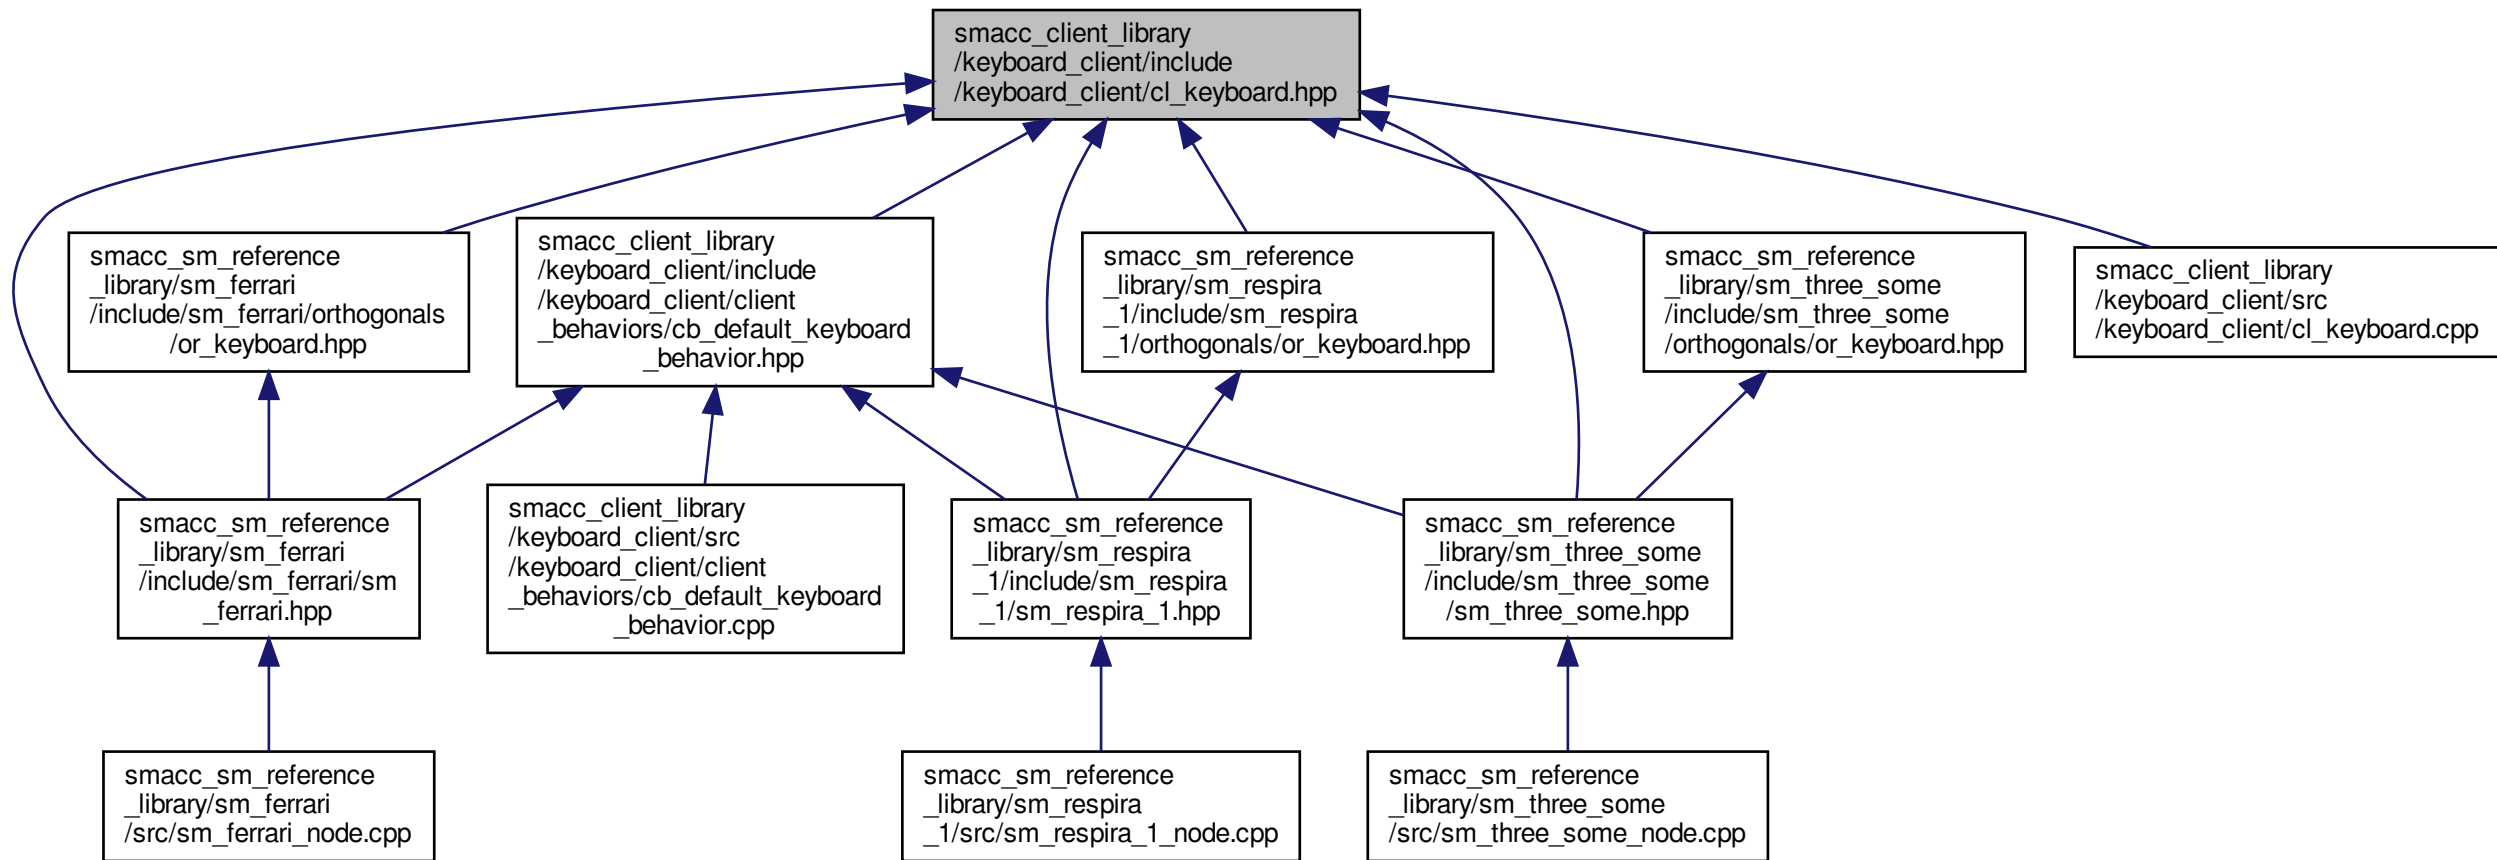 smacc_client_library
/keyboard_client/include
/keyboard_client/cl_keyboard.hpp
smacc_sm_reference
_library/sm_ferrari
/include/sm_ferrari/orthogonals
/or_keyboard.hpp
smacc_client_library
/keyboard_client/include
/keyboard_client/client
_behaviors/cb_default_keyboard
_behavior.hpp
smacc_sm_reference
_library/sm_respira
_1/include/sm_respira
_1/orthogonals/or_keyboard.hpp
smacc_sm_reference
_library/sm_three_some
/include/sm_three_some
/orthogonals/or_keyboard.hpp
smacc_client_library
/keyboard_client/src
/keyboard_client/cl_keyboard.cpp
smacc_sm_reference
_library/sm_ferrari
/include/sm_ferrari/sm
_ferrari.hpp
smacc_client_library
/keyboard_client/src
/keyboard_client/client
_behaviors/cb_default_keyboard
_behavior.cpp
smacc_sm_reference
_library/sm_respira
_1/include/sm_respira
_1/sm_respira_1.hpp
smacc_sm_reference
_library/sm_three_some
/include/sm_three_some
/sm_three_some.hpp
smacc_sm_reference
_library/sm_ferrari
/src/sm_ferrari_node.cpp
smacc_sm_reference
_library/sm_respira
_1/src/sm_respira_1_node.cpp
smacc_sm_reference
_library/sm_three_some
/src/sm_three_some_node.cpp